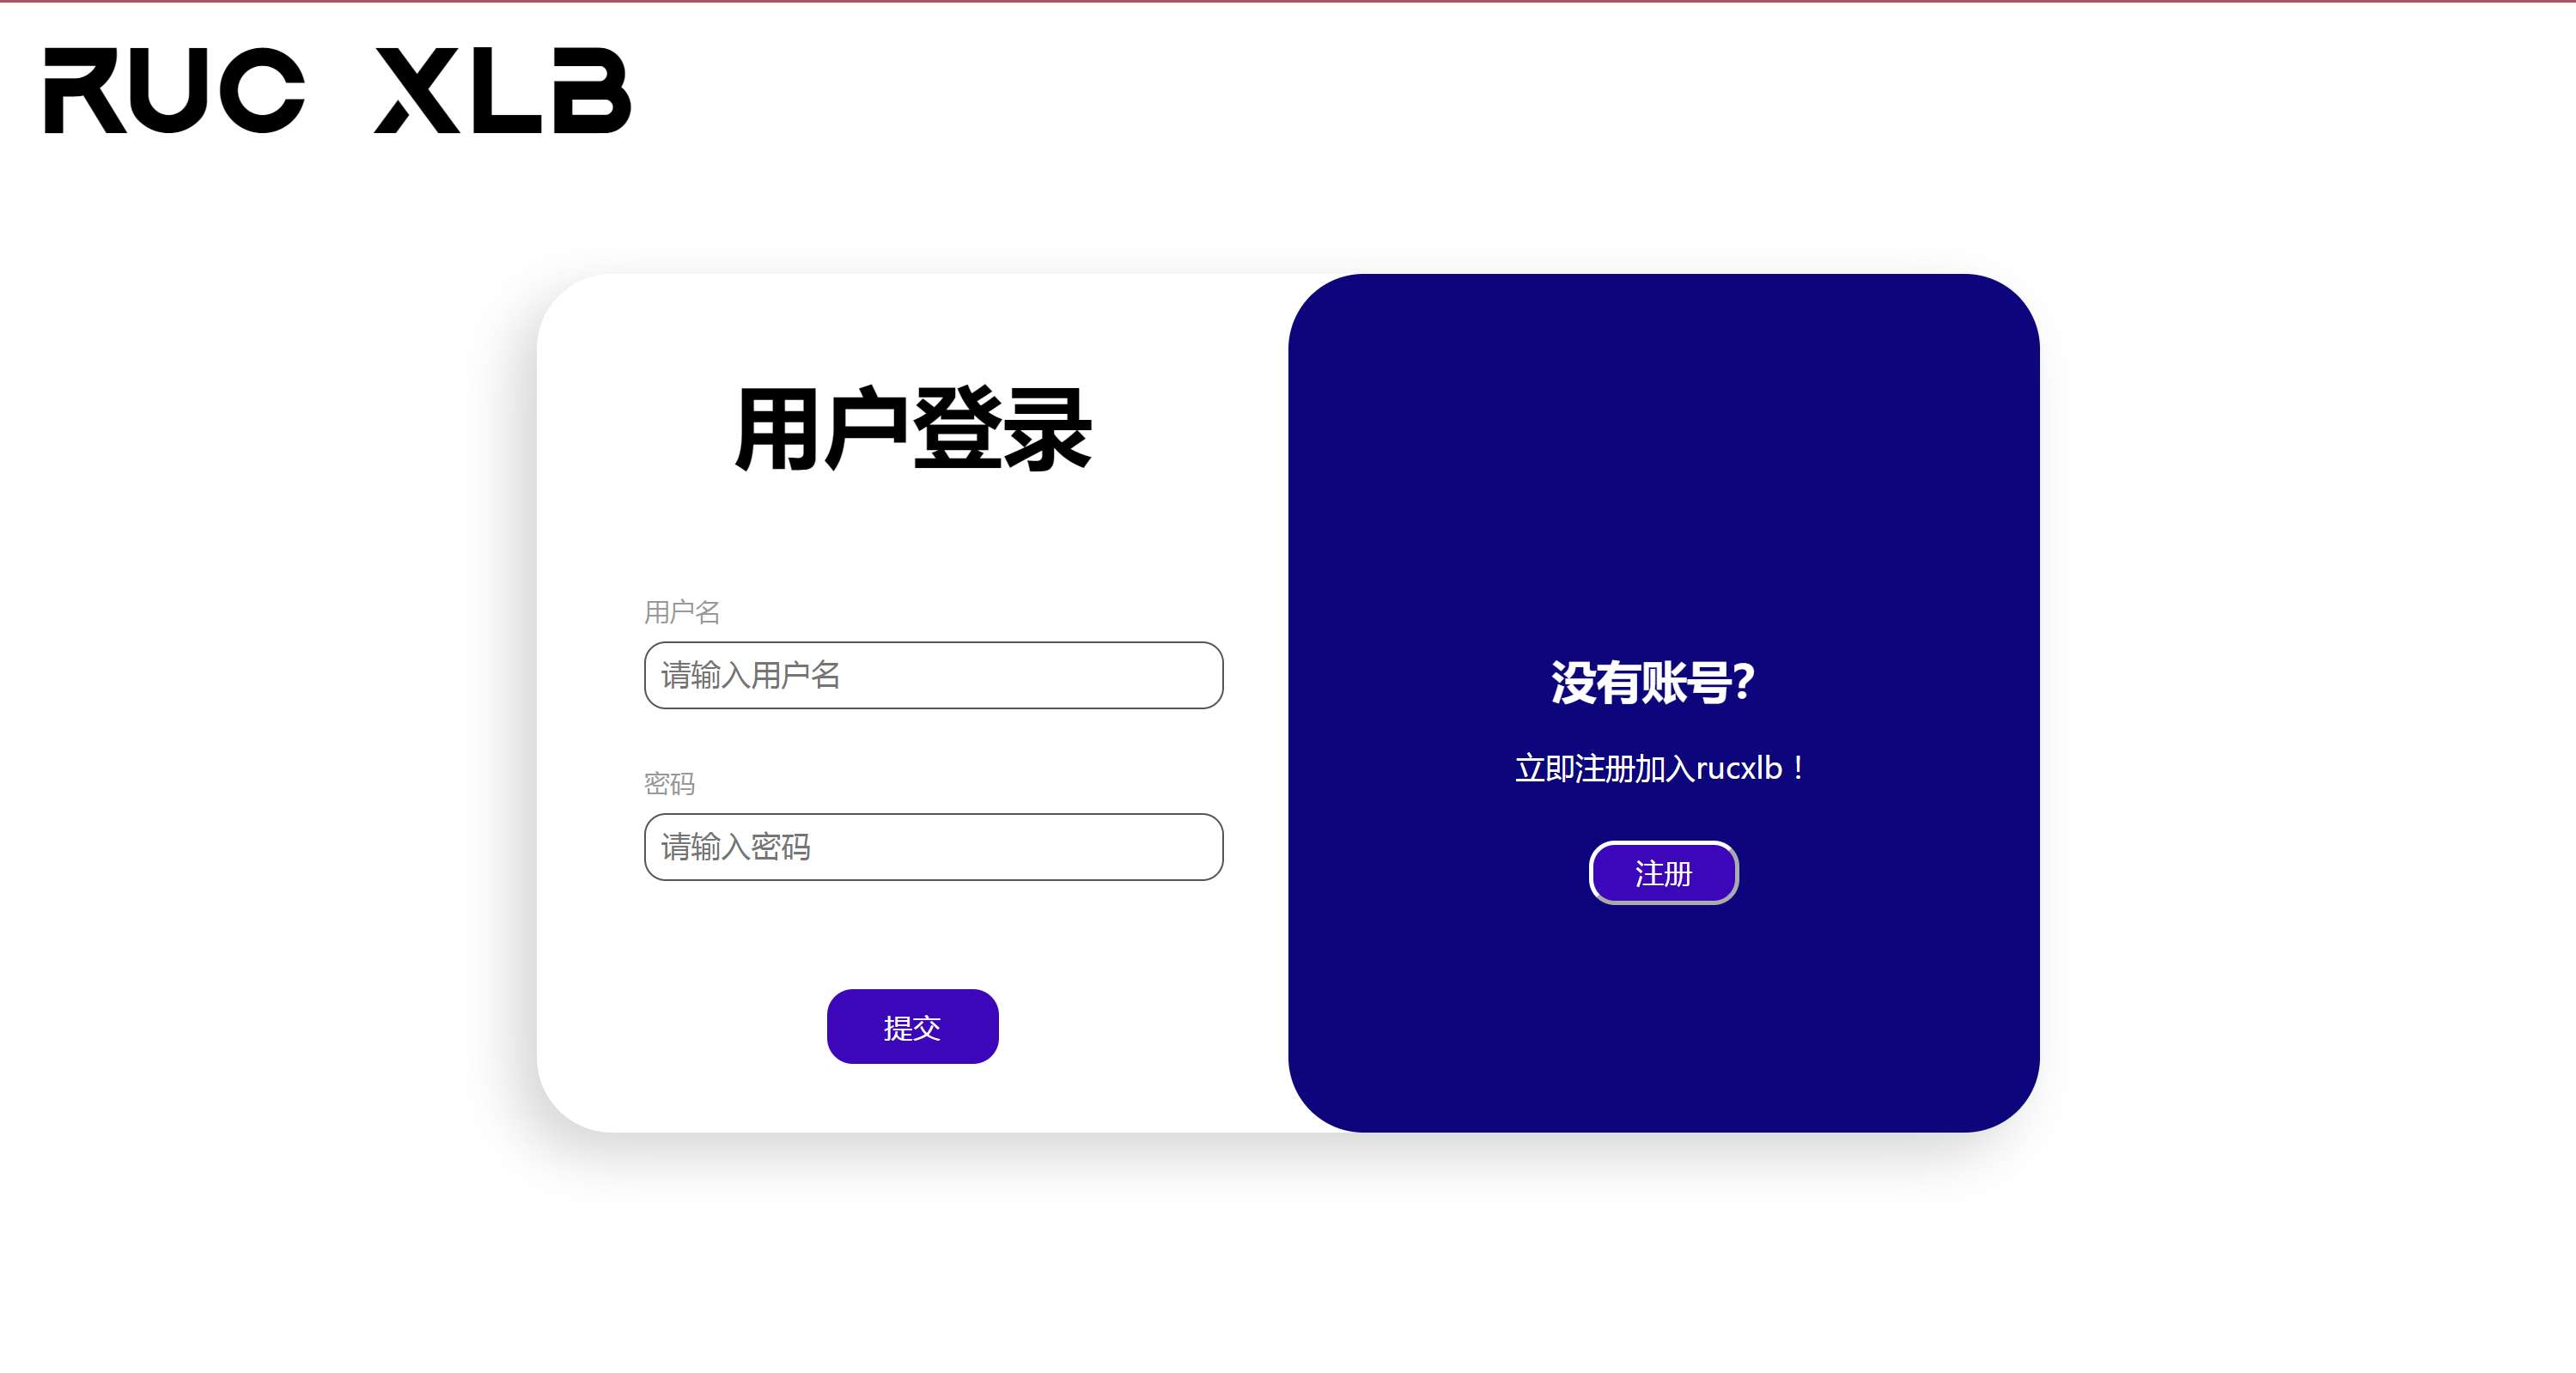 RUC XLB
用户登录
用户名
请输入用户名
密码
请输入密码
提交
没有账号?
立即注册加入rucxlb！
注册